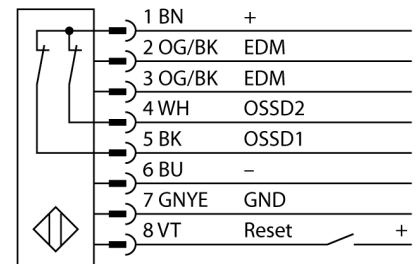 1 BN +
2 OG/BK EDM
3 OG/BK EDM
4 WH OSSD2
5 BK OSSD1
6 BU –
7 GNYE GND
8 VT Reset +